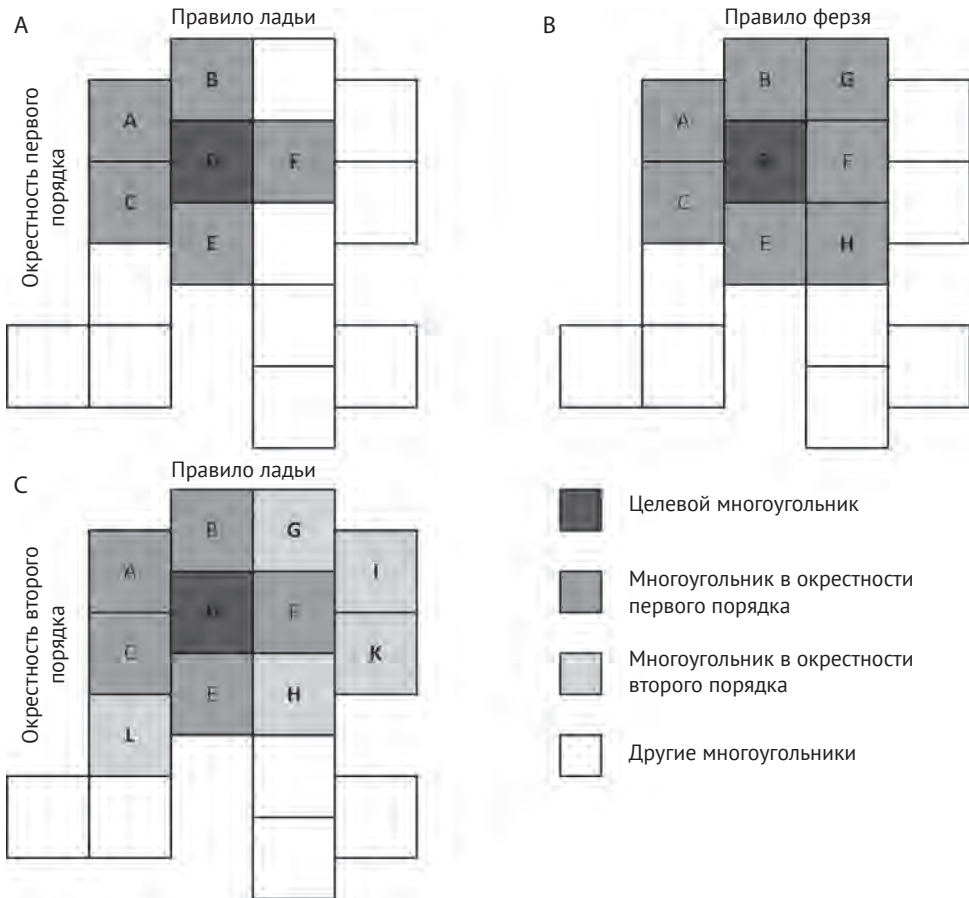 A
Правило ладьи
Окрестность первого
порядка
B
A
D
F
C
E
B
Правило ферзя
B
G
A
D
F
C
E
H
C
Правило ладьи
Окрестность второго
порядка
B
G
A
I
D
F
C
K
E
H
L
Целевой многоугольник
Многоугольник в окрестности
первого порядка
Многоугольник в окрестности
второго порядка
Другие многоугольники